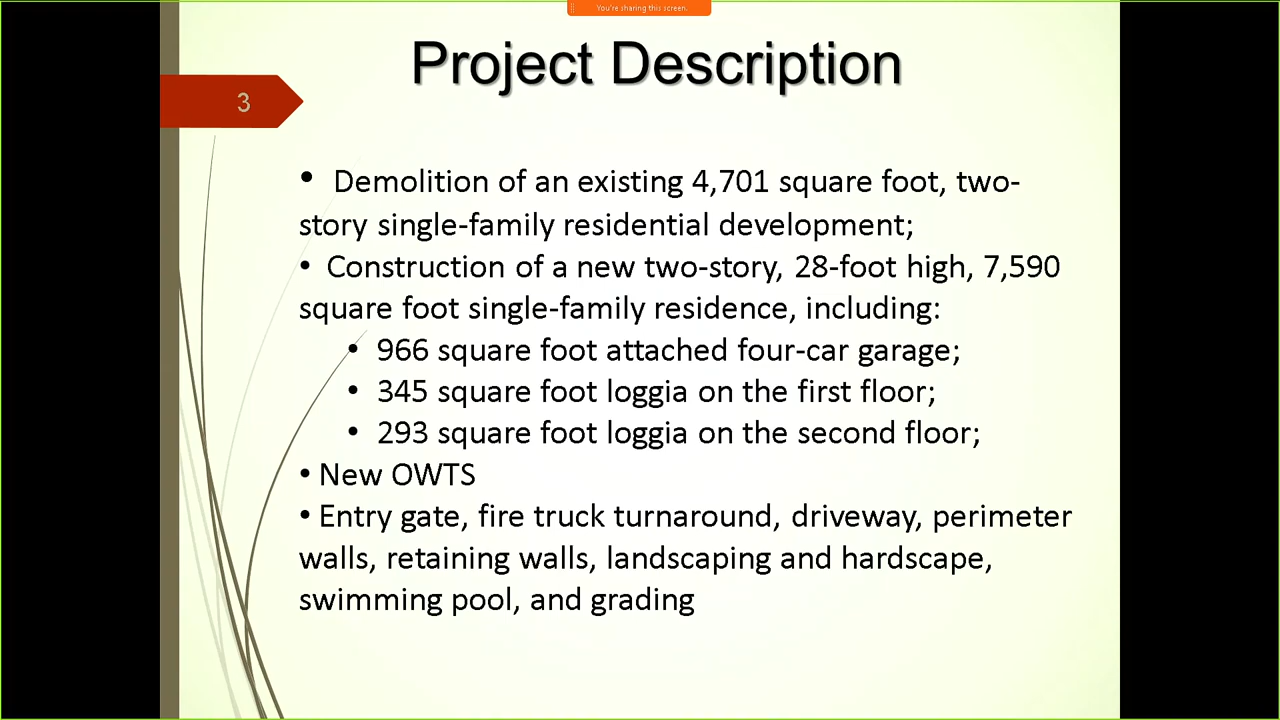 You're sharing this screen.
Project Description
3
• Demolition of an existing 4,701 square foot, two-
story single-family residential development;
• Construction of a new two-story, 28-foot high, 7,590
square foot single-family residence, including:
• 966 square foot attached four-car garage;
• 345 square foot loggia on the first floor;
• 293 square foot loggia on the second floor;
• New OWTS
• Entry gate, fire truck turnaround, driveway, perimeter
walls, retaining walls, landscaping and hardscape,
swimming pool, and grading